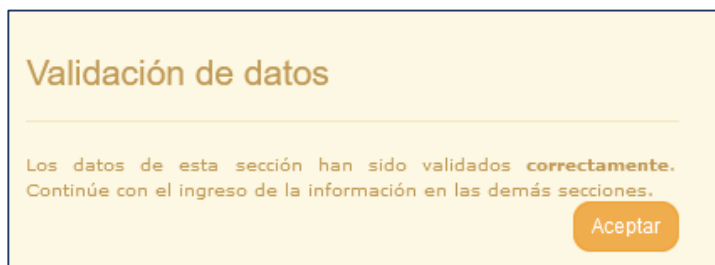 Validación de datos
Los datos de esta sección han sido validados correctamente.
Continúe con el ingreso de la información en las demás secciones.
Aceptar